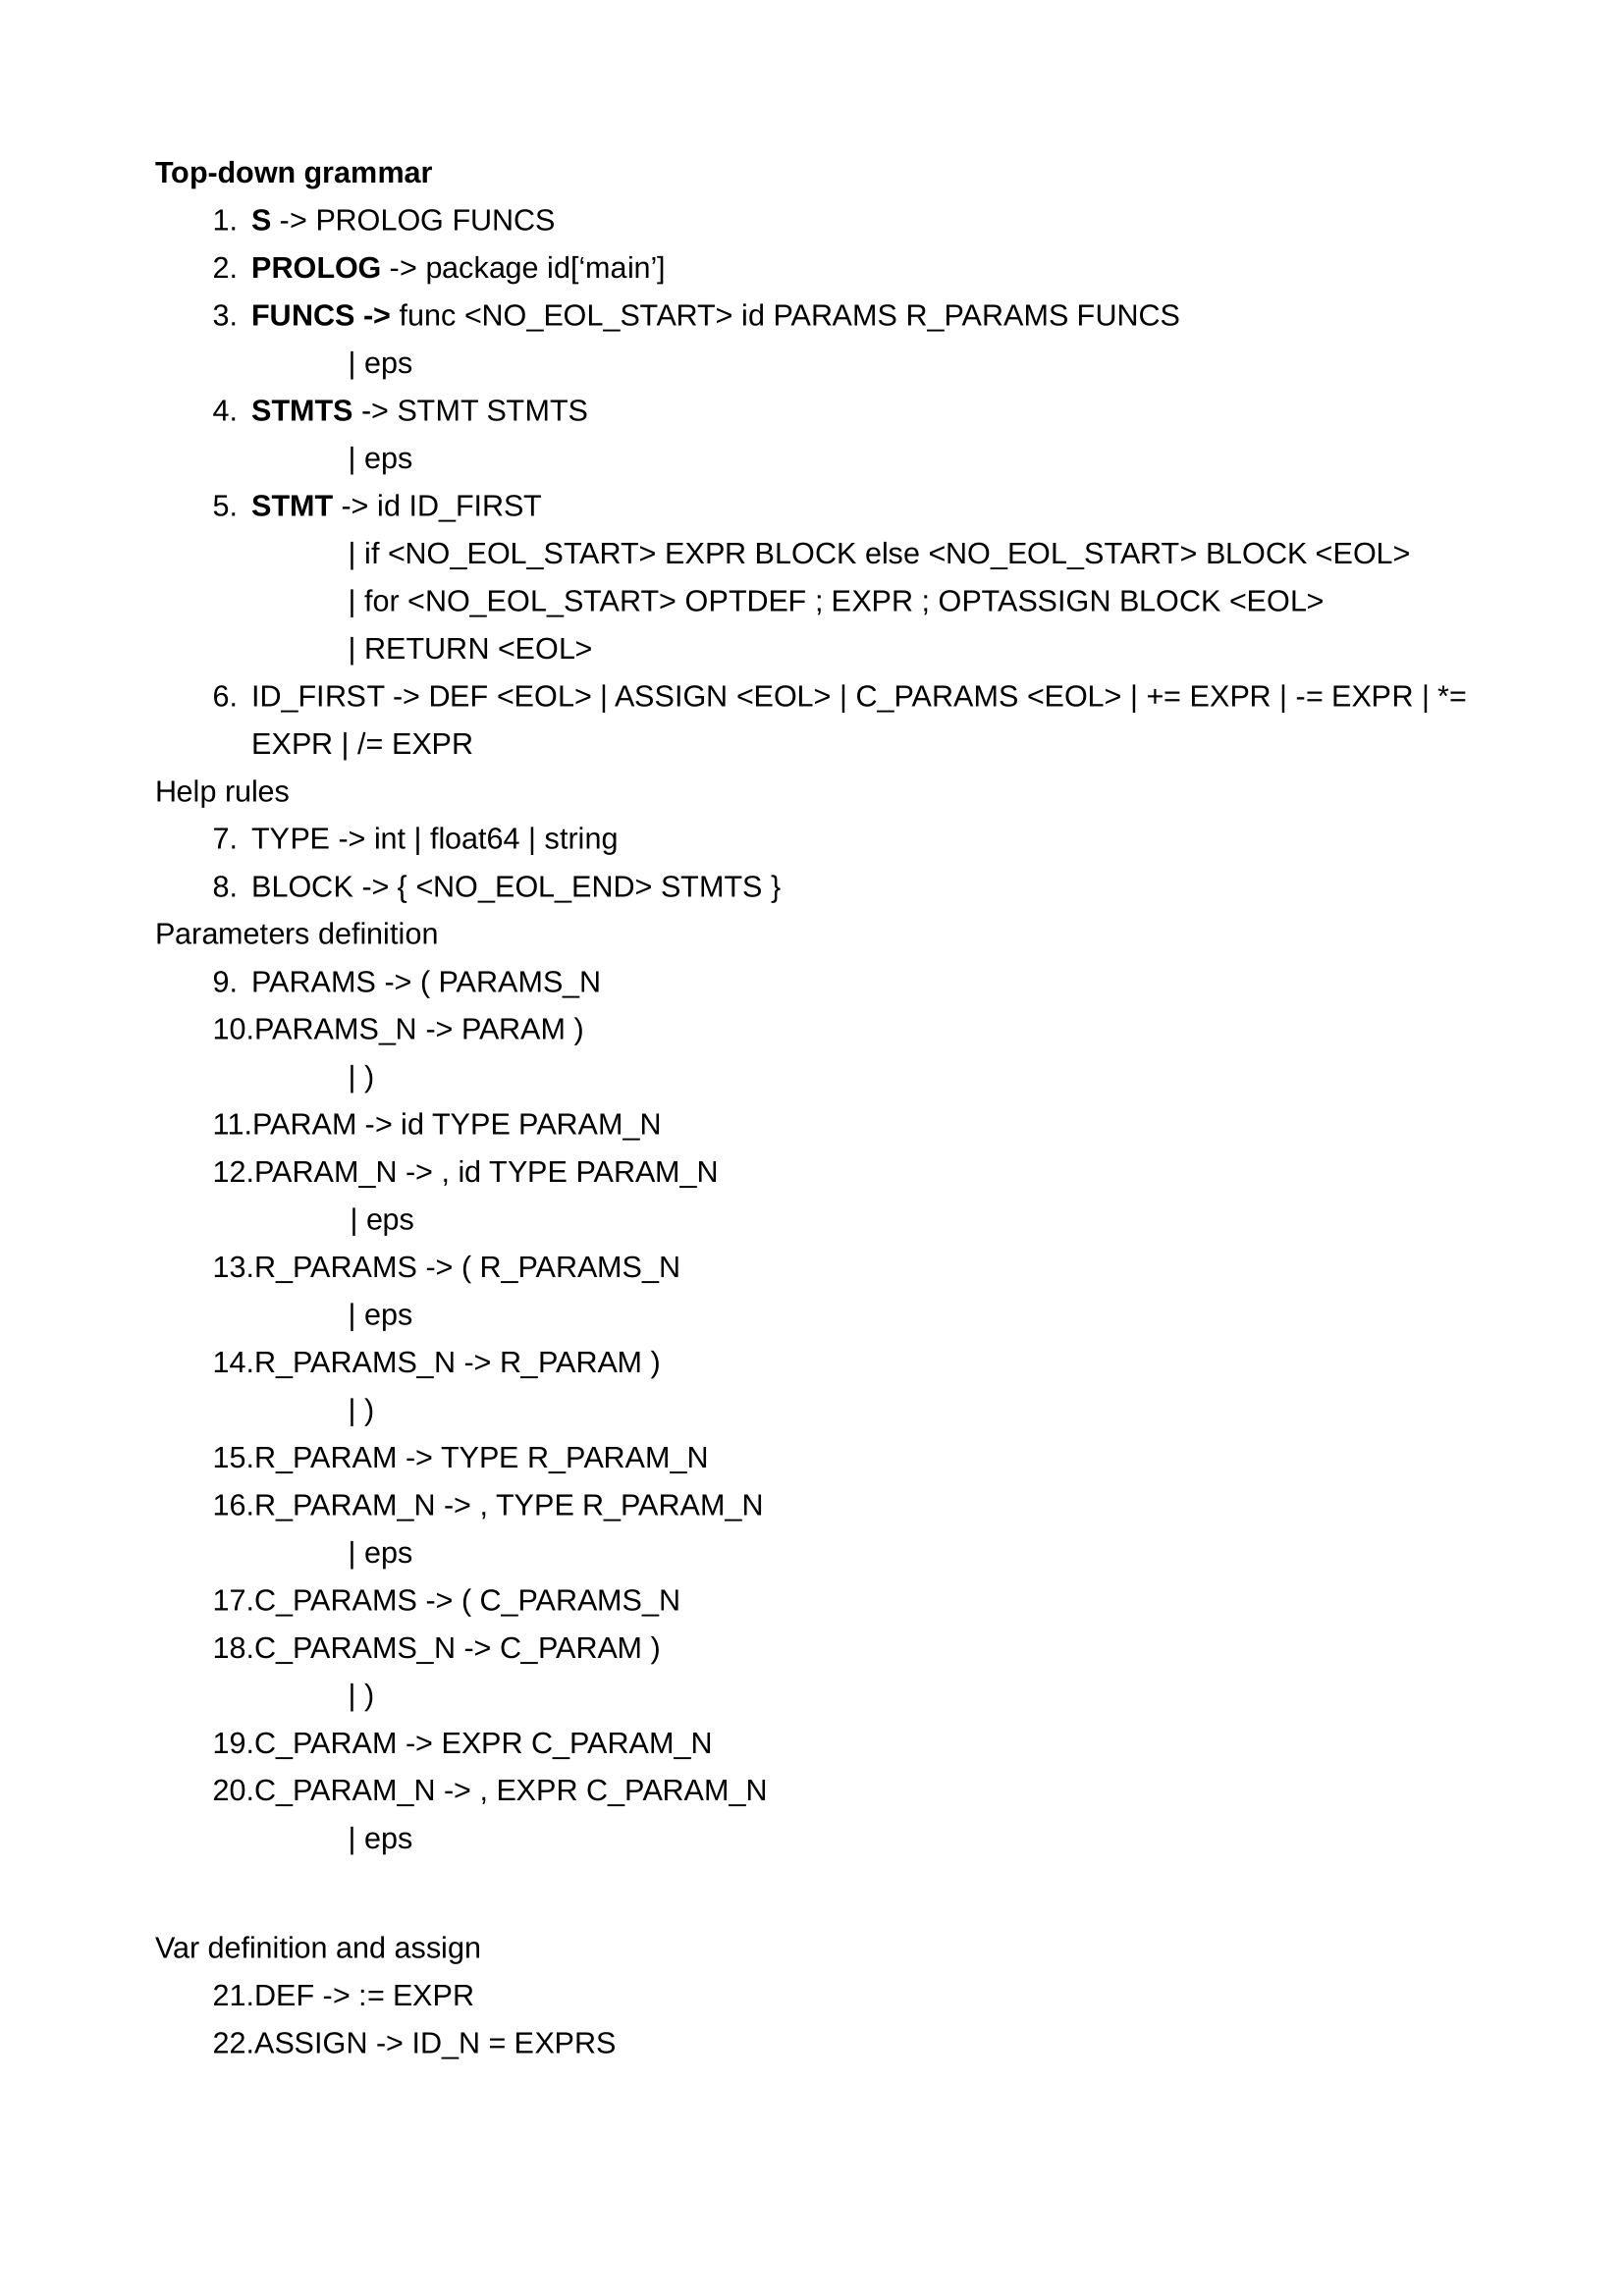 Top-down grammar
1. S -> PROLOG FUNCS
2. PROLOG -> package id[‘main’]
3. FUNCS -> func <NO_EOL_START> id PARAMS R_PARAMS FUNCS
| eps
4. STMTS -> STMT STMTS
| eps
5. STMT -> id ID_FIRST
| if <NO_EOL_START> EXPR BLOCK else <NO_EOL_START> BLOCK <EOL>
| for <NO_EOL_START> OPTDEF ; EXPR ; OPTASSIGN BLOCK <EOL>
| RETURN <EOL>
6. ID_FIRST -> DEF <EOL> | ASSIGN <EOL> | C_PARAMS <EOL> | += EXPR | -= EXPR | *=
EXPR | /= EXPR
Help rules
7. TYPE -> int | float64 | string
8. BLOCK -> { <NO_EOL_END> STMTS }
Parameters definition
9. PARAMS -> ( PARAMS_N
10.PARAMS_N -> PARAM )
| )
11.PARAM -> id TYPE PARAM_N
12.PARAM_N -> , id TYPE PARAM_N
| eps
13.R_PARAMS -> ( R_PARAMS_N
| eps
14.R_PARAMS_N -> R_PARAM )
| )
15.R_PARAM -> TYPE R_PARAM_N
16.R_PARAM_N -> , TYPE R_PARAM_N
| eps
17.C_PARAMS -> ( C_PARAMS_N
18.C_PARAMS_N -> C_PARAM )
| )
19.C_PARAM -> EXPR C_PARAM_N
20.C_PARAM_N -> , EXPR C_PARAM_N
| eps
Var definition and assign
21.DEF -> := EXPR
22.ASSIGN -> ID_N = EXPRS